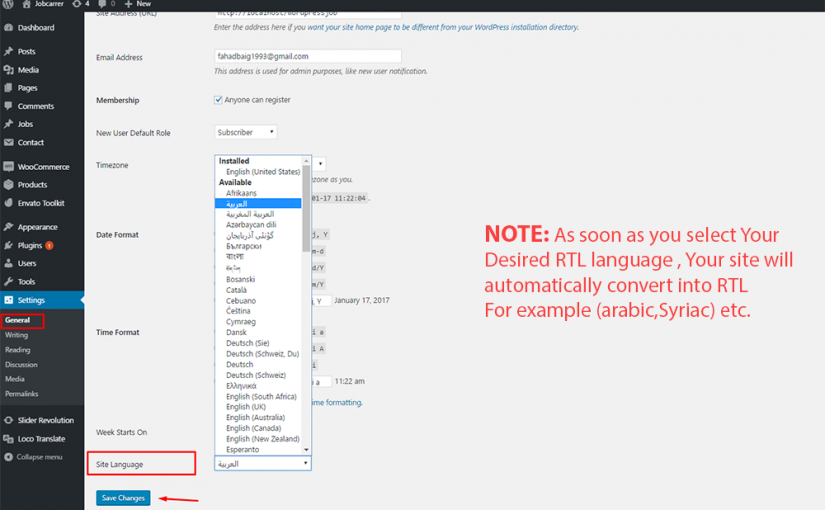 Jobcarrer 4 0 New
Site Address (URL)
Enter the address here if you want your site home page to be different from your WordPress installation directory.
Dashboard
Posts
Media
Pages
Comments
Jobs
Contact
WooCommerce
Products
Envato Toolkit
Appearance
Plugins 1
Users
Tools
Settings
General
Writing
Reading
Discussion
Media
Permalinks
Slider Revolution
Loco Translate
Collapse menu
Email Address
fahadbaig1993@gmail.com
This address is used for admin purposes, like new user notification.
Membership
Anyone can register
New User Default Role
Subscriber
Timezone
ezone as you.
01-17 11:22:04
Date Format
d, Y
m-d
d/Y
m/Y
j, Y January 17, 2017
Time Format
i a
i A
i
i a 11:22 am
ime formatting.
Week Starts On
Installed
English (United States)
Available
Afrikaans
العربية
العربية المغربية
Azərbaycan dili
گؤنئی آذربایجان
Български
বাংলা
Bosanski
Català
Cebuano
Čeština
Cymraeg
Dansk
Deutsch (Sie)
Deutsch (Schweiz, Du)
Deutsch
Deutsch (Schweiz)
Ελληνικά
English (South Africa)
English (UK)
English (Australia)
English (Canada)
English (New Zealand)
Esperanto
Site Language
العربية
Save Changes
NOTE: As soon as you select Your
Desired RTL language , Your site will
automatically convert into RTL
For example (arabic,Syriac) etc.